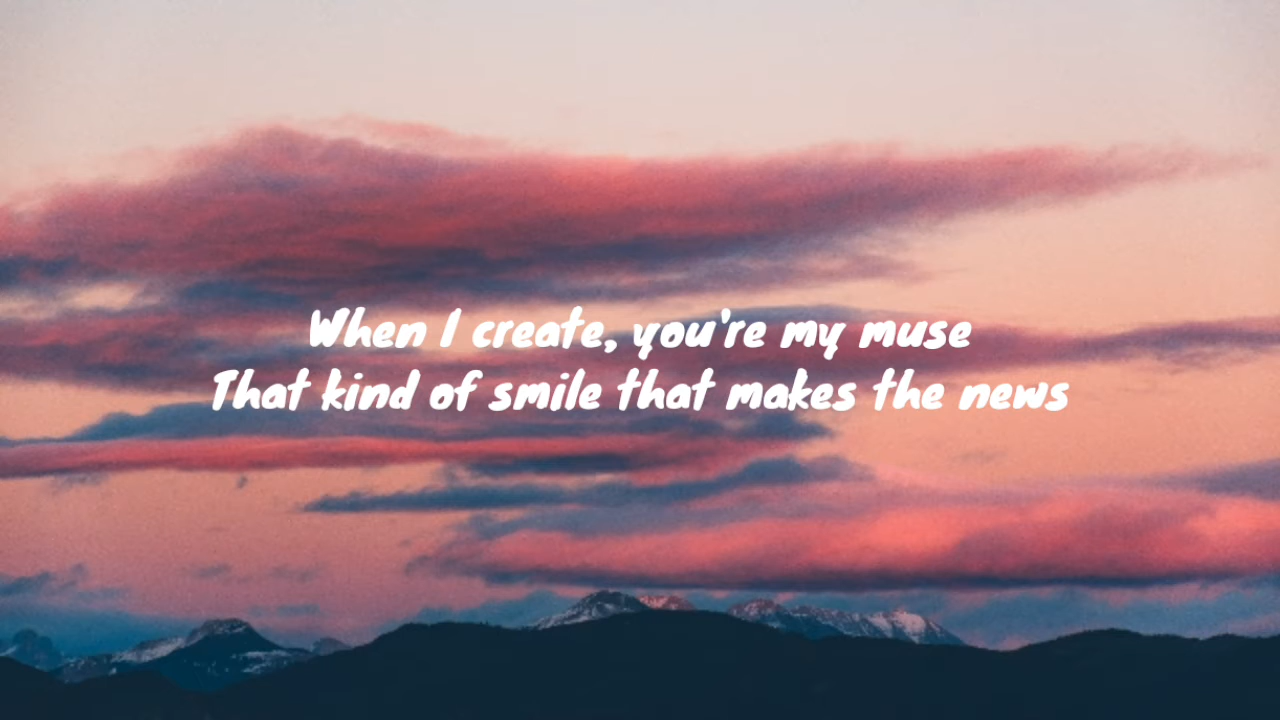 When I create, you're my muse
That kind of smile that makes the news